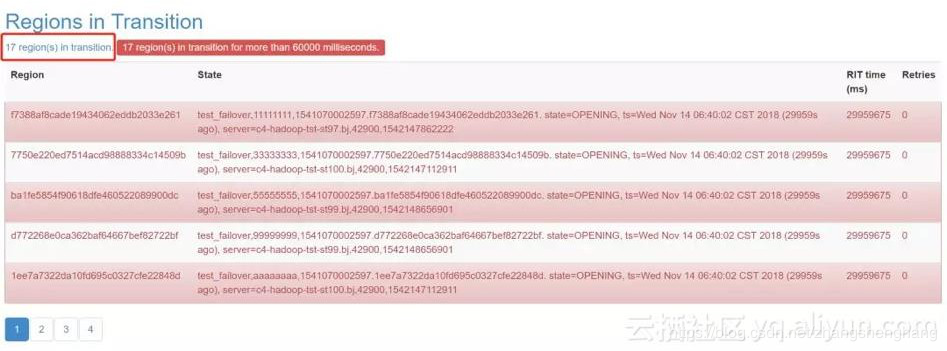 Regions in Transition
17 region(s) in transition. 17 region(s) in transition for more than 60000 milliseconds.
Region State RIT time (ms) Retries
f7388af8cade19434062eddb2033e261 test_failover,11111111,1541070002597.f7388af8cade19434062eddb2033e261. state=OPENING, ts=Wed Nov 14 06:40:02 CST 2018 (29959s 29959675 0
ago), server=c4-hadoop-tst-st97.bj,42900,1542147862222
7750e220ed7514acd98888334c14509b test_failover,33333333,1541070002597.7750e220ed7514acd98888334c14509b. state=OPENING, ts=Wed Nov 14 06:40:02 CST 2018 (29959s 29959675 0
ago), server=c4-hadoop-tst-st100.bj,42900,1542147112911
ba1fe5854f90618dfe460522089900dc test_failover,55555555,1541070002597.ba1fe5854f90618dfe460522089900dc. state=OPENING, ts=Wed Nov 14 06:40:02 CST 2018 (29959s 29959675 0
ago), server=c4-hadoop-tst-st99.bj,42900,1542148656901
d772268e0ca362baf64667bef82722bf test_failover,99999999,1541070002597.d772268e0ca362baf64667bef82722bf. state=OPENING, ts=Wed Nov 14 06:40:02 CST 2018 (29959s 29959675 0
ago), server=c4-hadoop-tst-st99.bj,42900,1542148656901
1ee7a7322da10fd695c0327cfe22848d test_failover,aaaaaaaa,1541070002597.1ee7a7322da10fd695c0327cfe22848d. state=OPENING, ts=Wed Nov 14 06:40:02 CST 2018 (29959s 29959675 0
ago), server=c4-hadoop-tst-st100.bj,42900,1542147112911
1 2 3 4
云栖社区 yq.aliyun.com